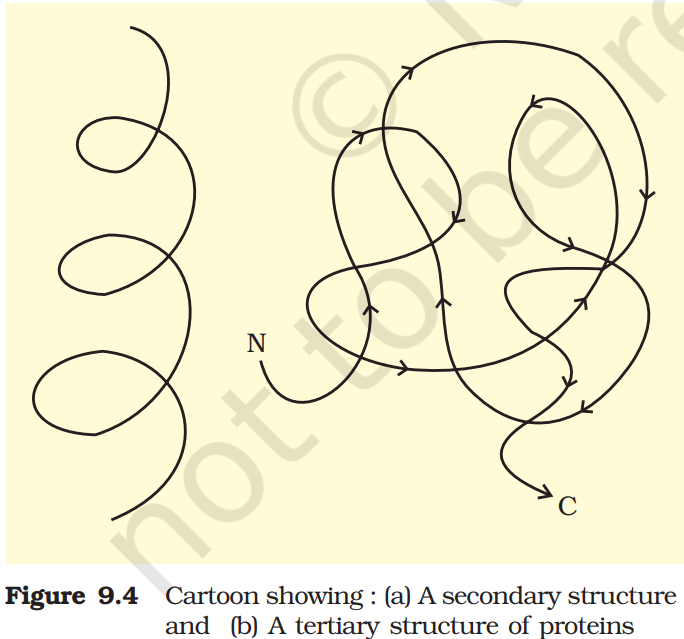 © 
not to be re
N
C
Figure 9.4 Cartoon showing : (a) A secondary structure
and (b) A tertiary structure of proteins